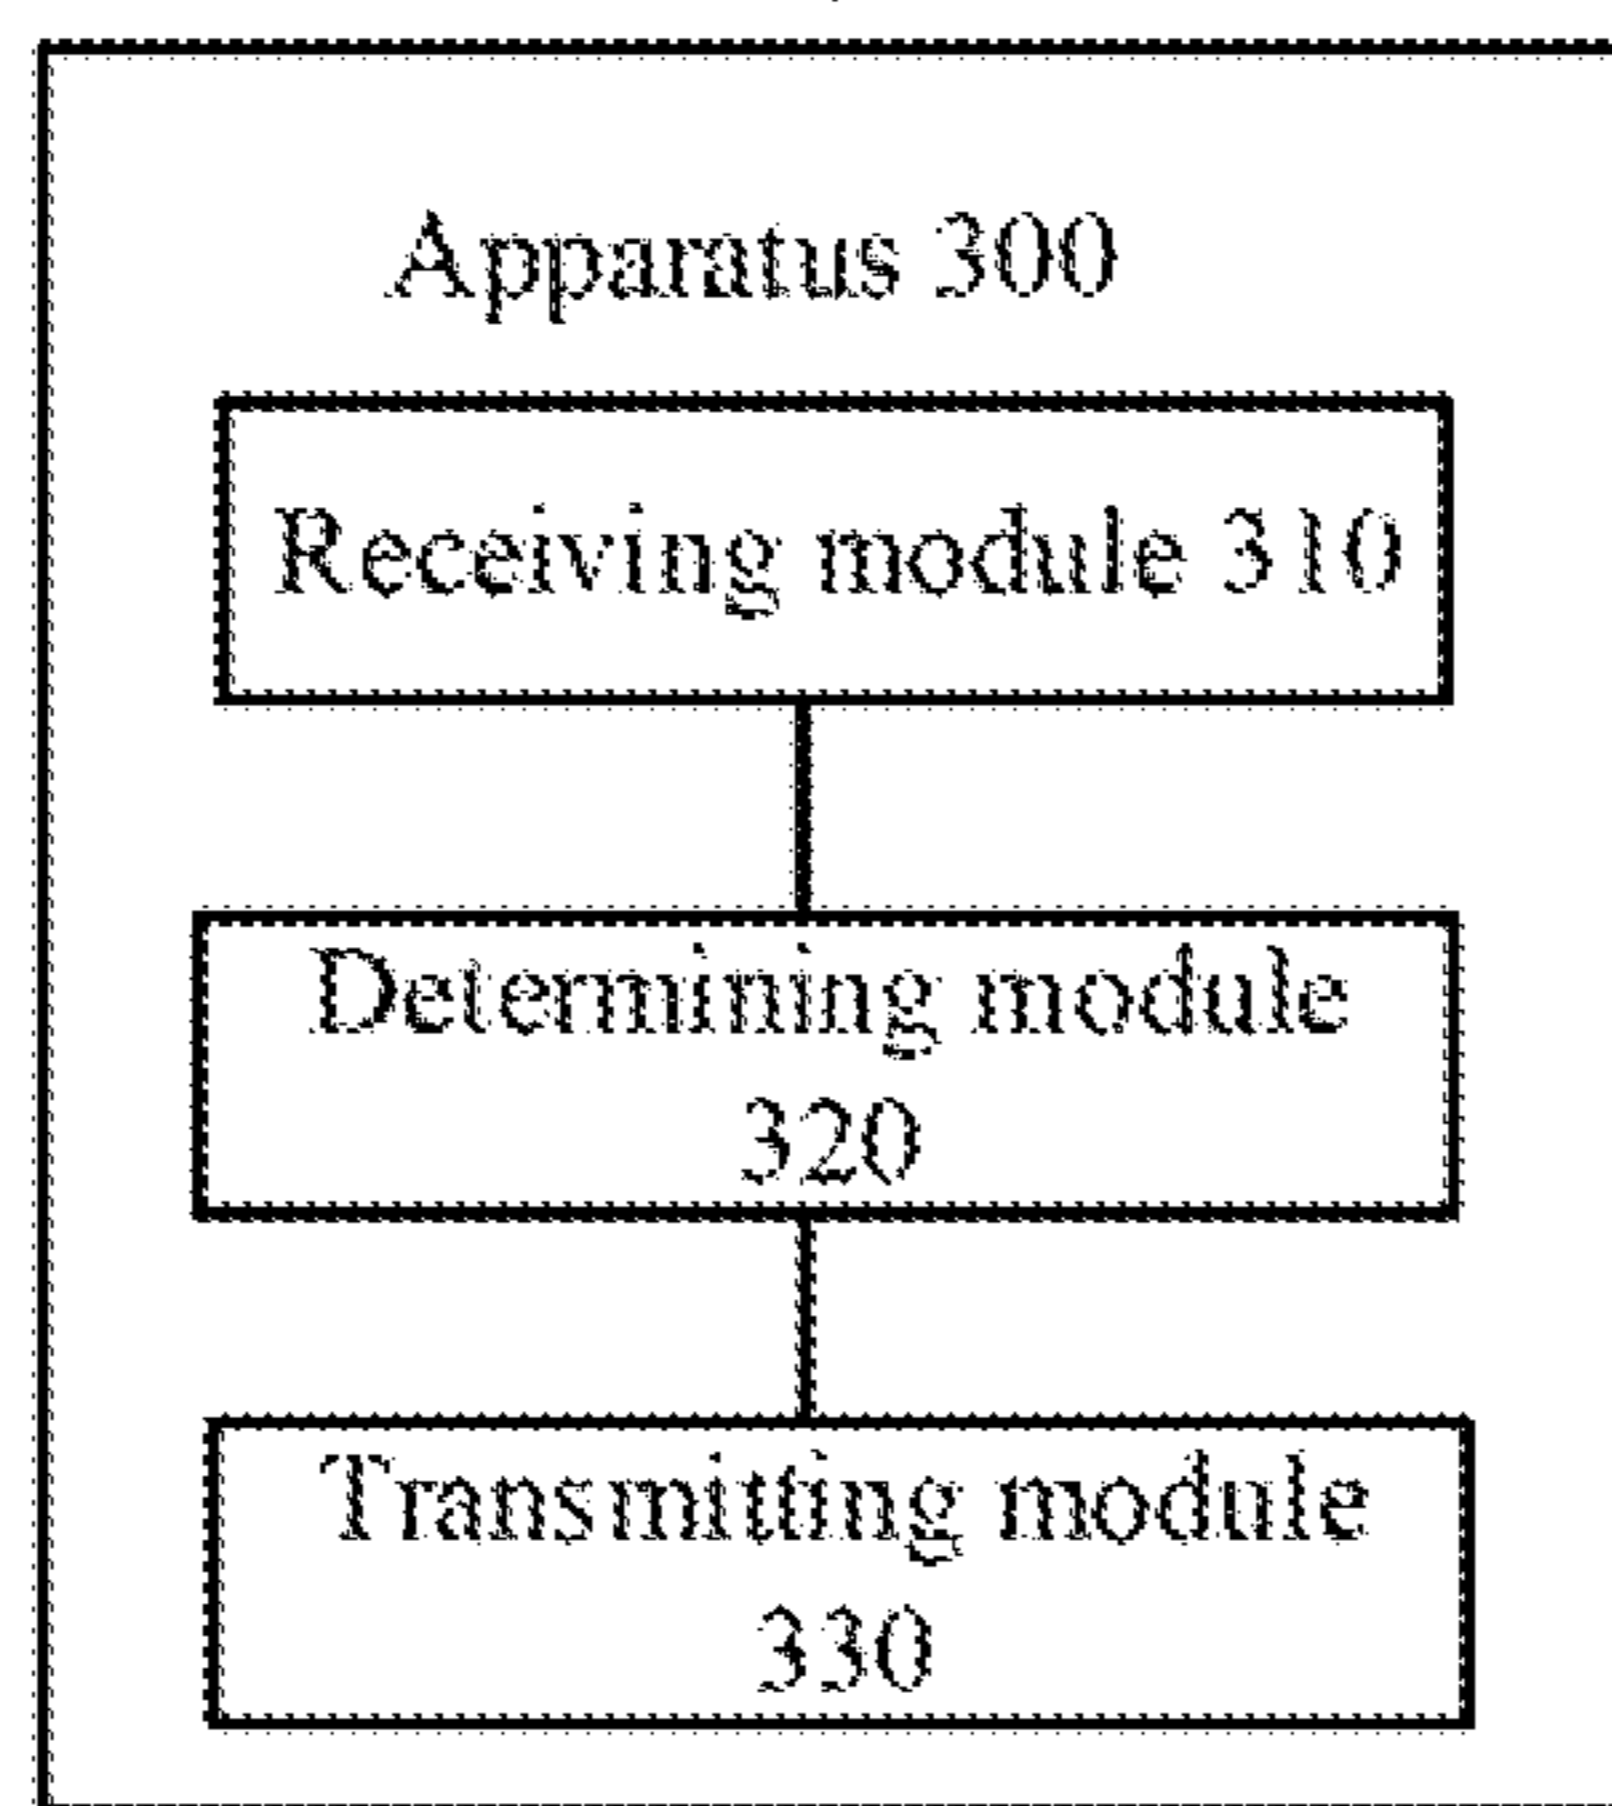 Apparatus 300
Receiving module 310
Determining module
320
Transmitting module
330